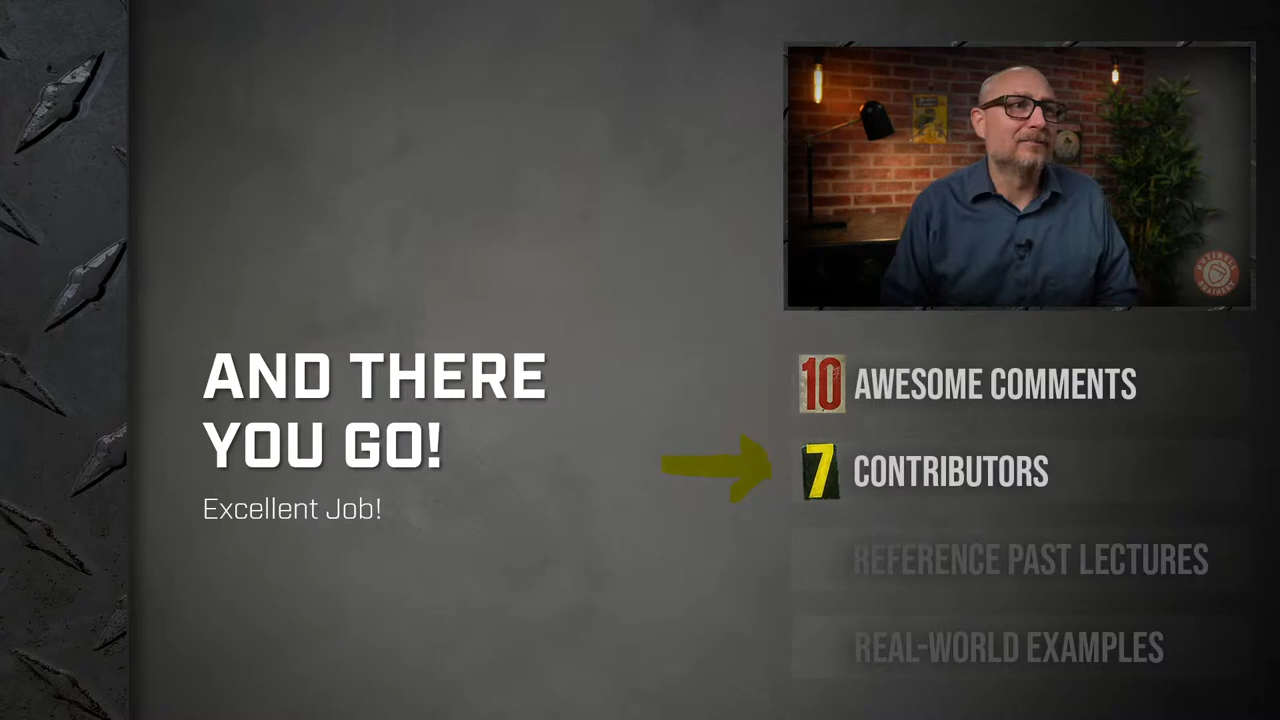 AND THERE
YOU GO!
Excellent Job!
10 AWESOME COMMENTS
7 CONTRIBUTORS
REFERENCE PAST LECTURES
REAL-WORLD EXAMPLES